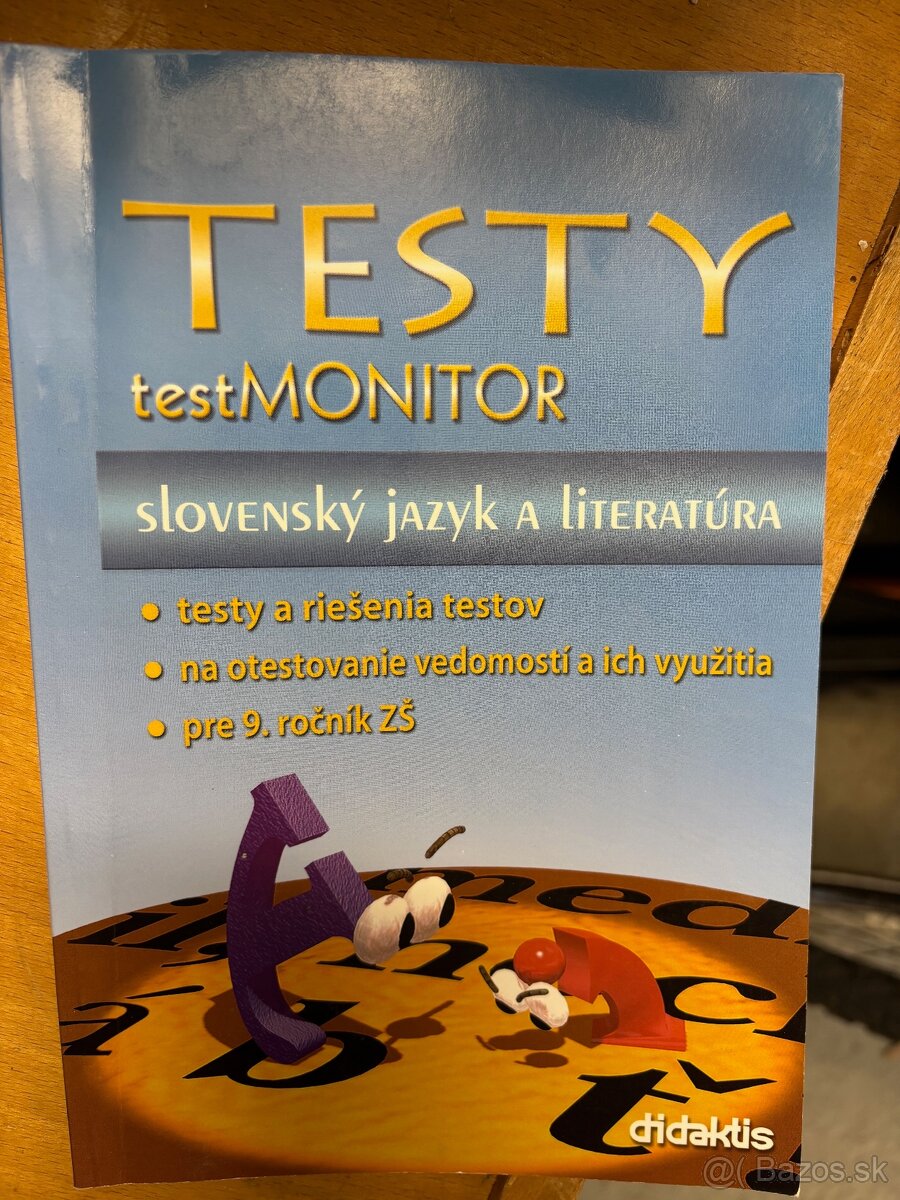 TESTY
testMONITOR
slovenský jazyk a literatúra
• testy a riešenia testov
• na otestovanie vedomostí a ich využitia
• pre 9. ročník ZŠ
didaktis
@( Bazos.sk